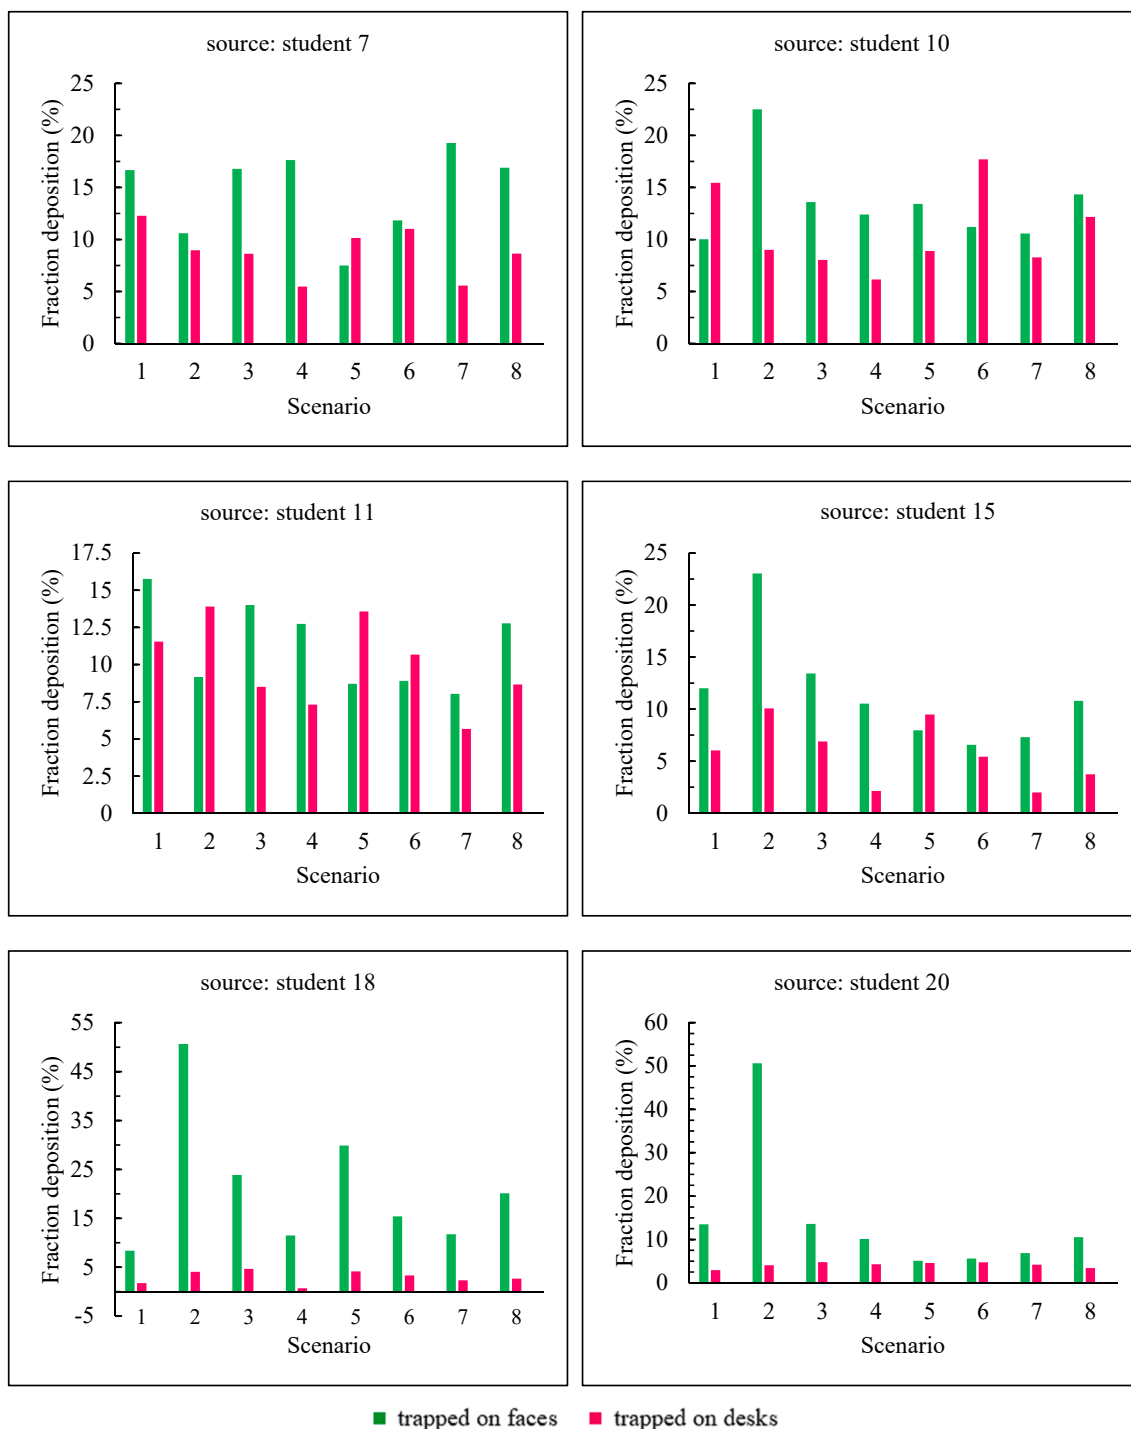 source: student 7
25
20
15
10
5
0
Fraction deposition (%)
1 2 3 4 5 6 7 8
Scenario
source: student 10
25
20
15
10
5
0
Fraction deposition (%)
1 2 3 4 5 6 7 8
Scenario
source: student 11
17.5
15
12.5
10
7.5
5
2.5
0
Fraction deposition (%)
1 2 3 4 5 6 7 8
Scenario
source: student 15
25
20
15
10
5
0
Fraction deposition (%)
1 2 3 4 5 6 7 8
Scenario
source: student 18
55
45
35
25
15
5
-5
Fraction deposition (%)
1 2 3 4 5 6 7 8
Scenario
source: student 20
60
50
40
30
20
10
0
Fraction deposition (%)
1 2 3 4 5 6 7 8
Scenario
trapped on faces trapped on desks